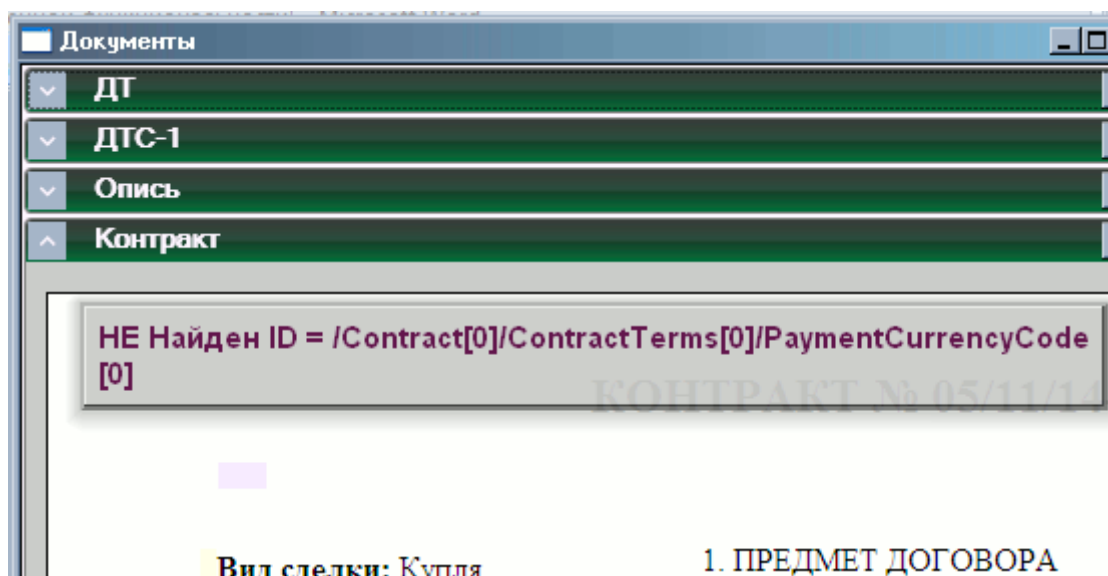 Документы
ДТ
ДТС-1
Опись
Контракт
НЕ Найден ID = /Contract[0]/ContractTerms[0]/PaymentCurrencyCode
[0]
КОНТРАКТ № 05/11/14
Вид сделки: Купля
1. ПРЕДМЕТ ДОГОВОРА